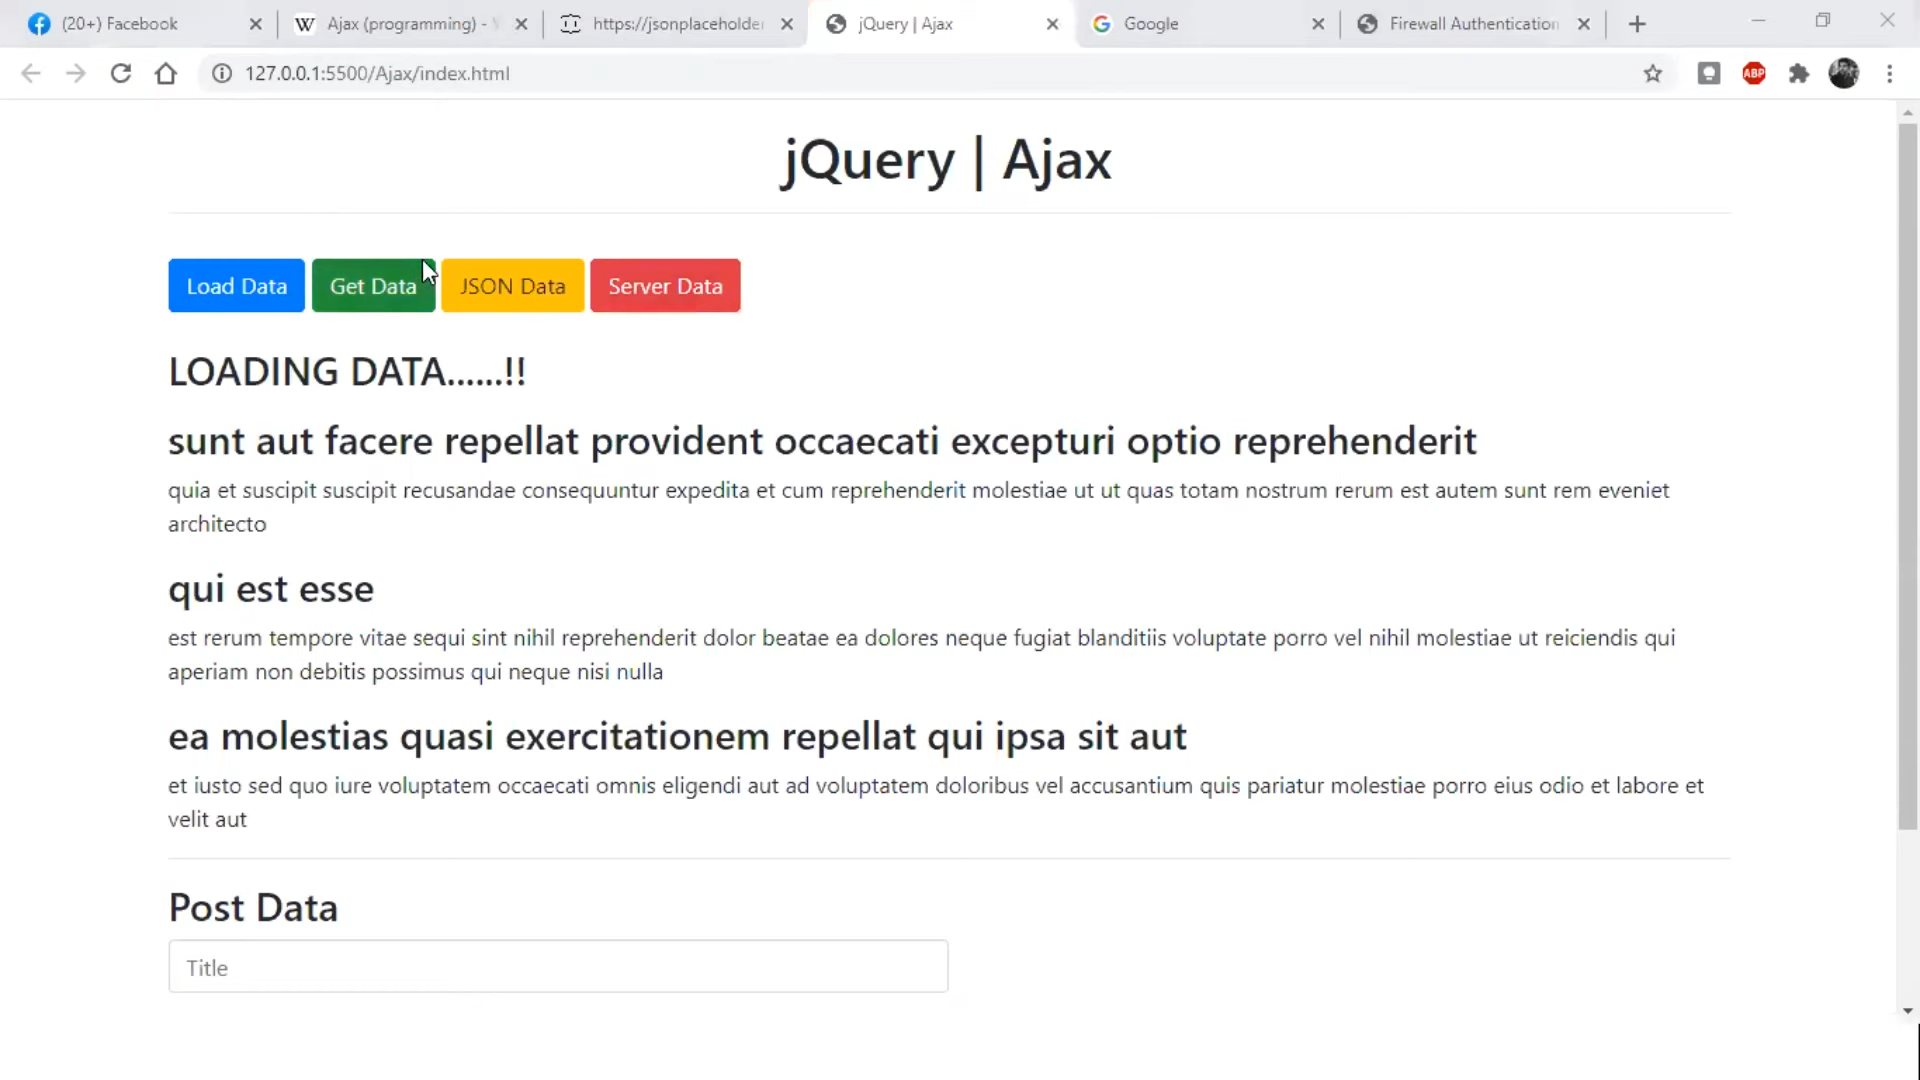 (20+) Facebook
Ajax (programming) -
https://jsonplaceholder
jQuery | Ajax
Google
Firewall Authentication
127.0.0.1:5500/Ajax/index.html
ABP
jQuery | Ajax
Load Data
Get Data
JSON Data
Server Data
LOADING DATA......!!
sunt aut facere repellat provident occaecati excepturi optio reprehenderit
quia et suscipit suscipit recusandae consequuntur expedita et cum reprehenderit molestiae ut ut quas totam nostrum rerum est autem sunt rem eveniet
architecto
qui est esse
est rerum tempore vitae sequi sint nihil reprehenderit dolor beatae ea dolores neque fugiat blanditiis voluptate porro vel nihil molestiae ut reiciendis qui
aperiam non debitis possimus qui neque nisi nulla
ea molestias quasi exercitationem repellat qui ipsa sit aut
et iusto sed quo iure voluptatem occaecati omnis eligendi aut ad voluptatem doloribus vel accusantium quis pariatur molestiae porro eius odio et labore et
velit aut
Post Data
Title